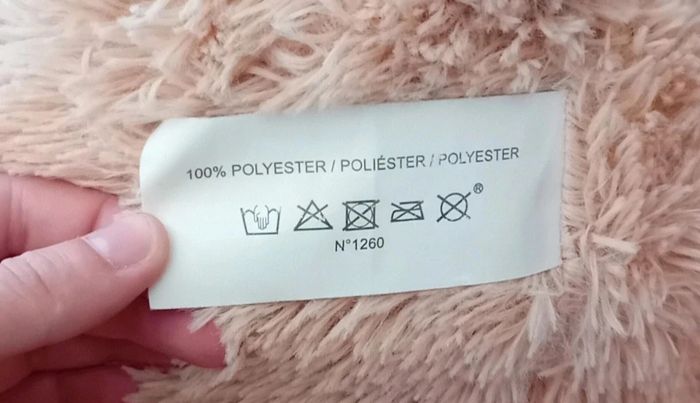 100% POLYESTER / POLIÉSTER / POLYESTER
®
N°1260